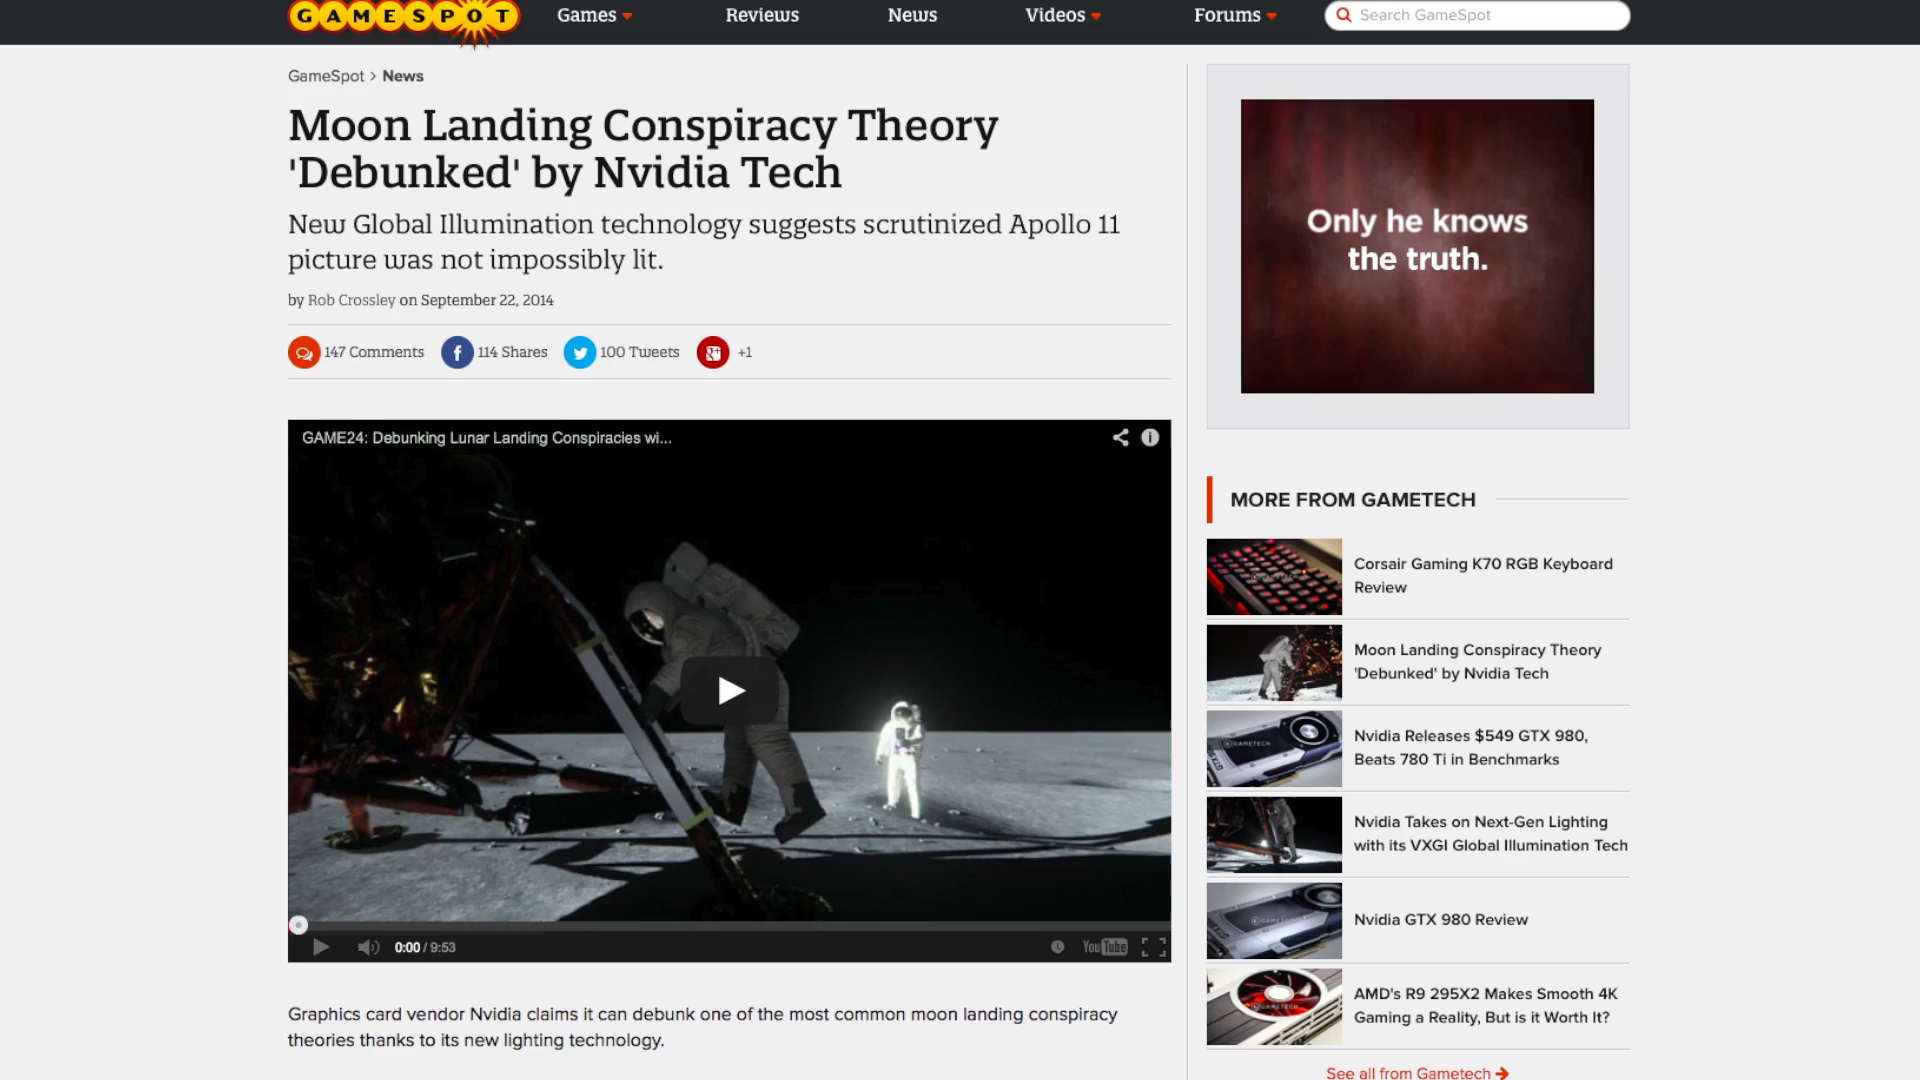 GAMESPOT
Games
Reviews
News
Videos
Forums
Search GameSpot
GameSpot > News
Moon Landing Conspiracy Theory
'Debunked' by Nvidia Tech
New Global Illumination technology suggests scrutinized Apollo 11
picture was not impossibly lit.
by Rob Crossley on September 22, 2014
147 Comments
114 Shares
100 Tweets
+1
GAME24: Debunking Lunar Landing Conspiracies wi...
0:00 / 9:53
YouTube
Graphics card vendor Nvidia claims it can debunk one of the most common moon landing conspiracy
theories thanks to its new lighting technology.
Only he knows
the truth.
MORE FROM GAMETECH
Corsair Gaming K70 RGB Keyboard
Review
Moon Landing Conspiracy Theory
'Debunked' by Nvidia Tech
GAMETECH
Nvidia Releases $549 GTX 980,
Beats 780 Ti in Benchmarks
Nvidia Takes on Next-Gen Lighting
with its VXGI Global Illumination Tech
Nvidia GTX 980 Review
AMD's R9 295X2 Makes Smooth 4K
Gaming a Reality, But is it Worth It?
See all from Gametech